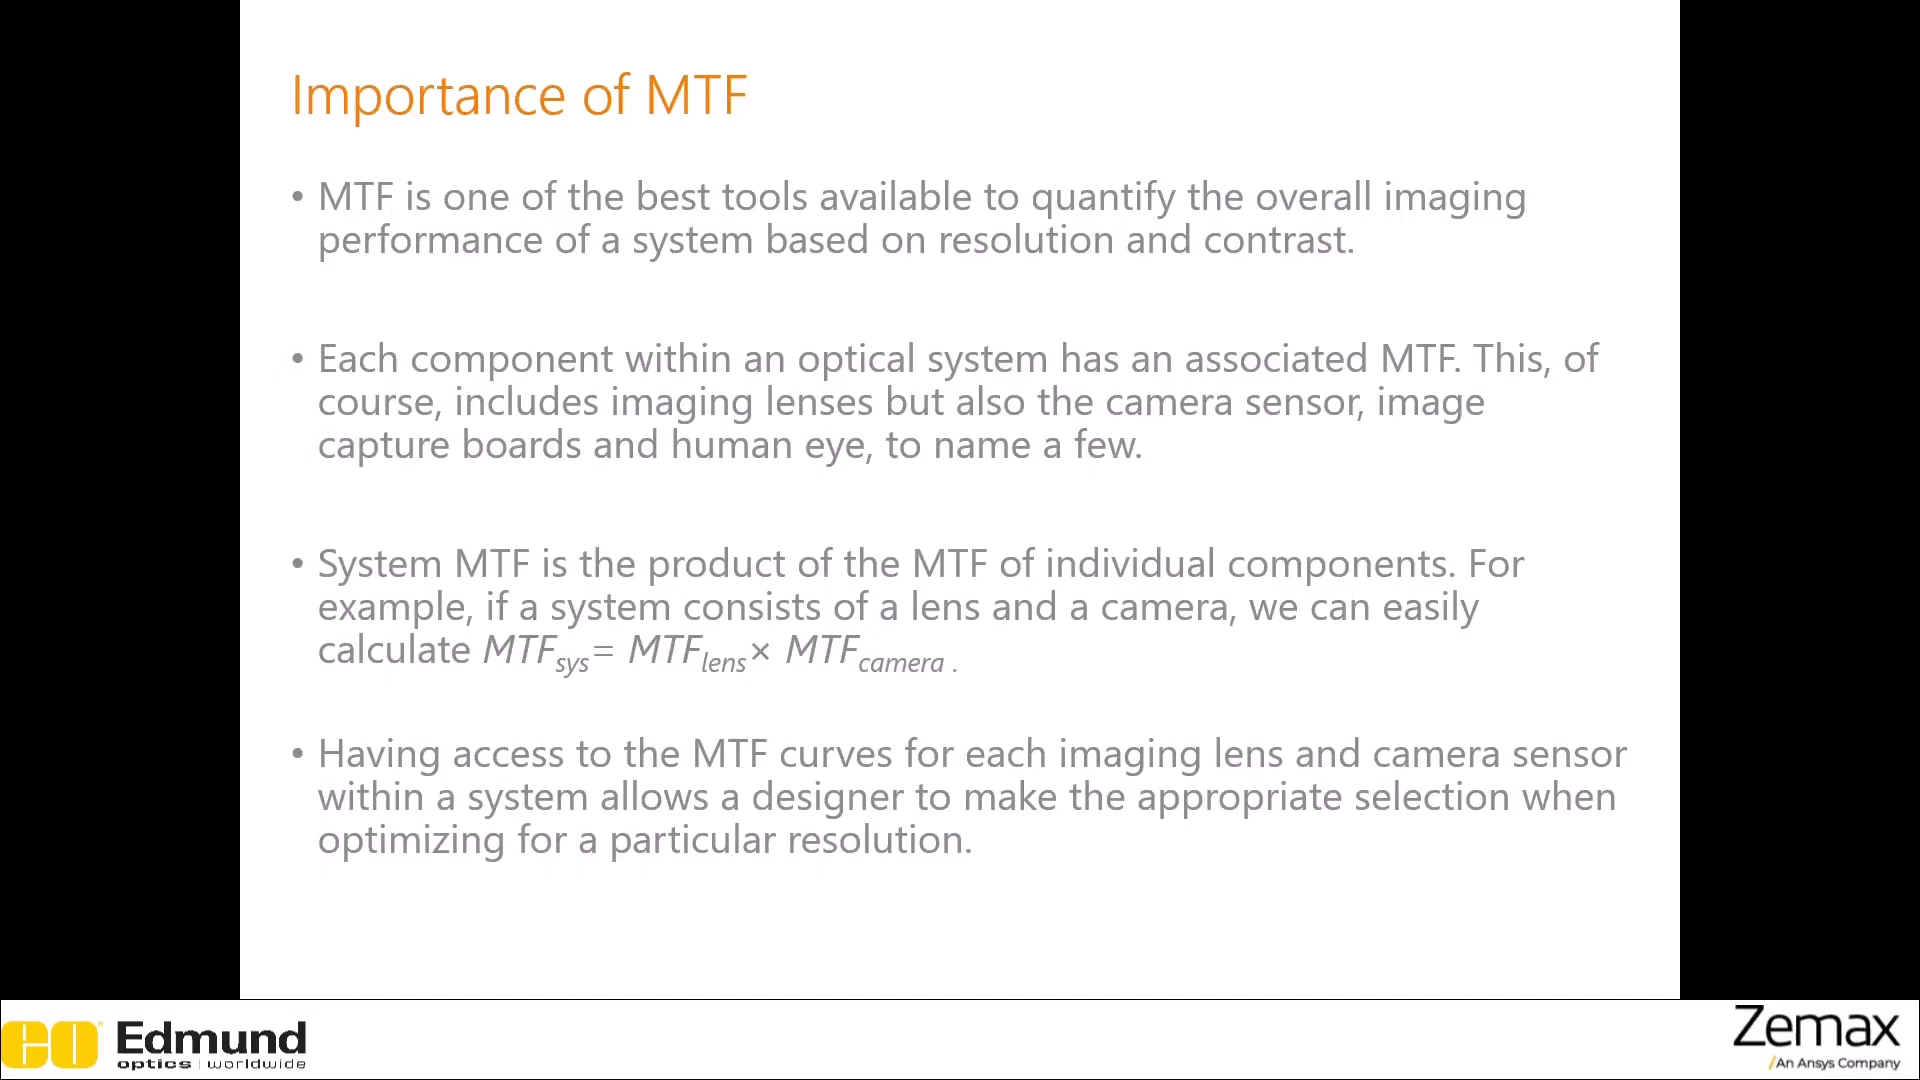 Importance of MTF
• MTF is one of the best tools available to quantify the overall imaging
performance of a system based on resolution and contrast.
• Each component within an optical system has an associated MTF. This, of
course, includes imaging lenses but also the camera sensor, image
capture boards and human eye, to name a few.
• System MTF is the product of the MTF of individual components. For
example, if a system consists of a lens and a camera, we can easily
calculate MTFsys= MTFlens× MTFcamera .
• Having access to the MTF curves for each imaging lens and camera sensor
within a system allows a designer to make the appropriate selection when
optimizing for a particular resolution.
EO® Edmund
optics | worldwide
Zemax
/An Ansys Company